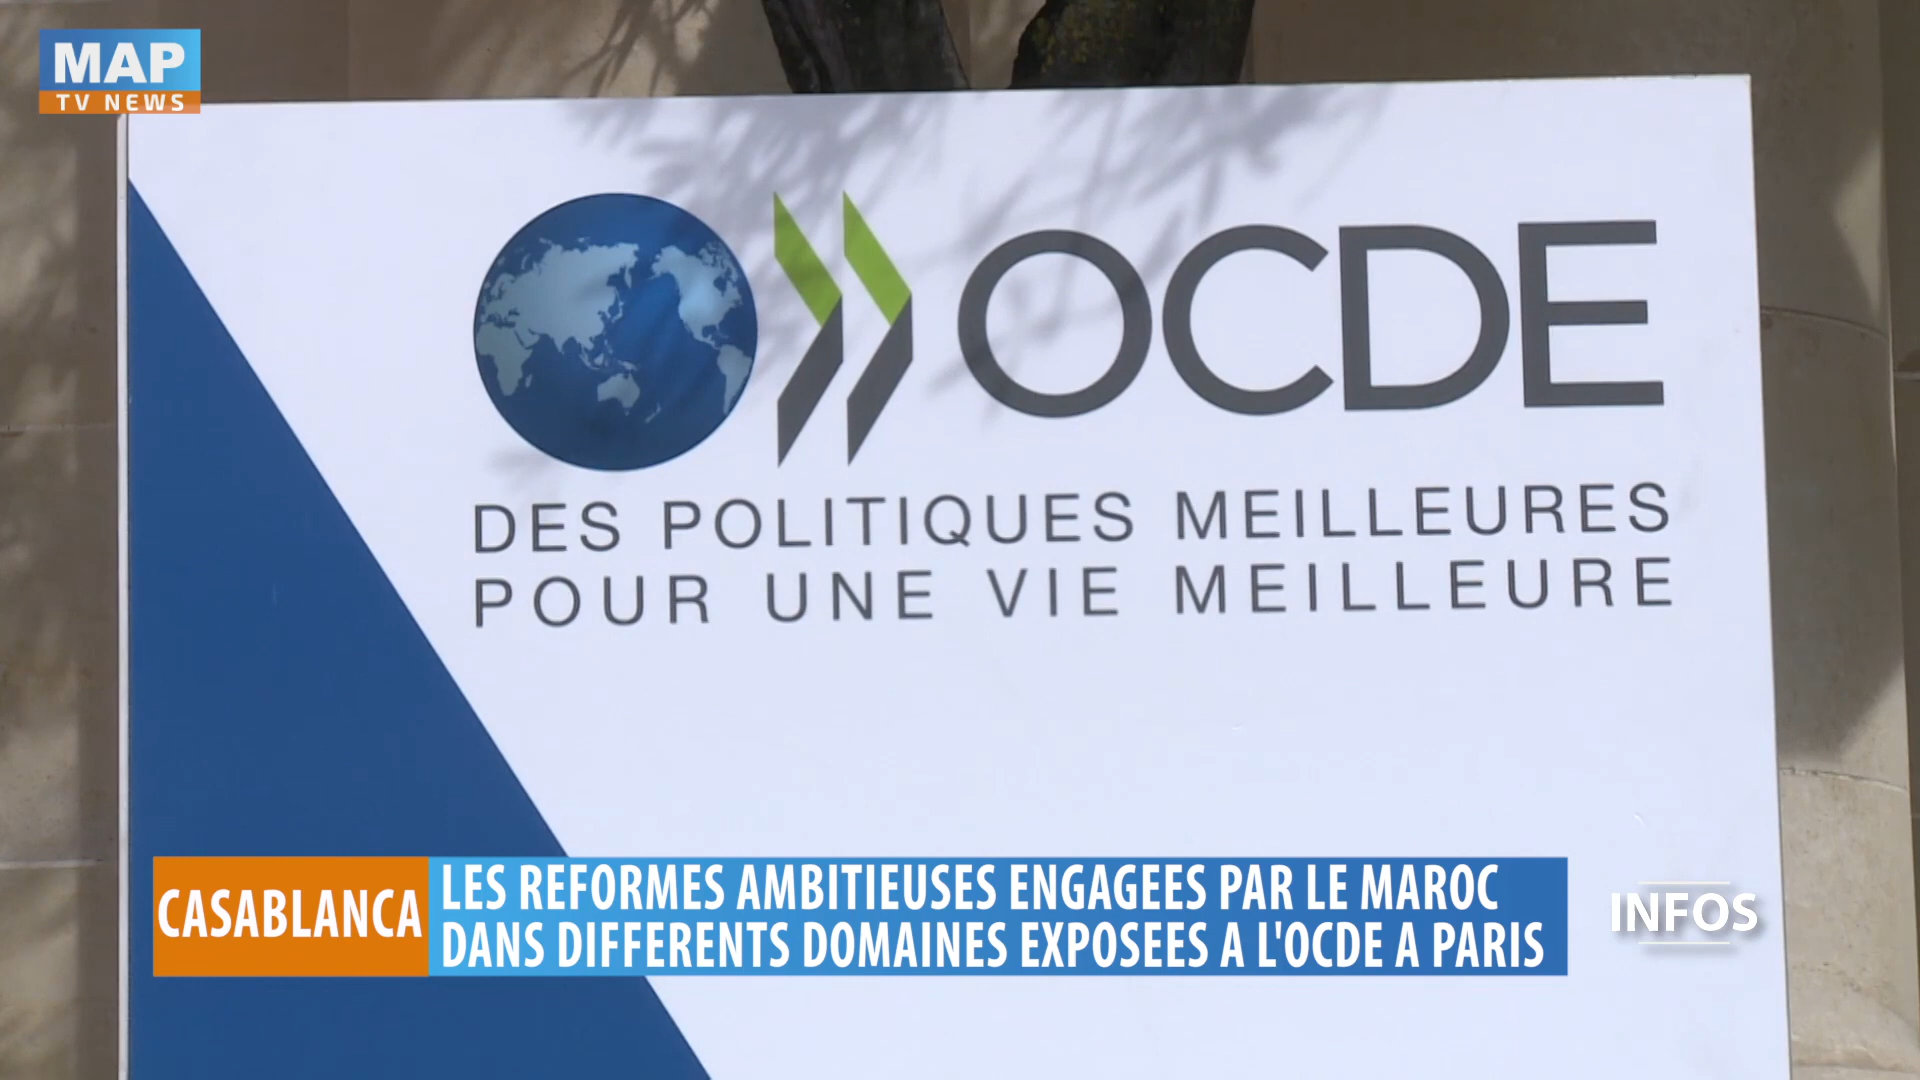 MAP
TV NEWS
OCDE
DES POLITIQUES MEILLEURES
POUR UNE VIE MEILLEURE
CASABLANCA
LES REFORMES AMBITIEUSES ENGAGEES PAR LE MAROC
DANS DIFFERENTS DOMAINES EXPOSEES A L'OCDE A PARIS
INFOS